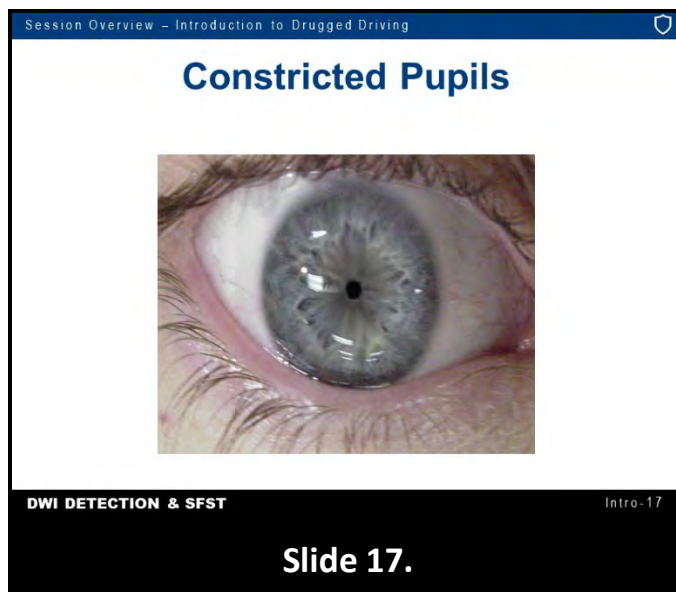 Session Overview – Introduction to Drugged Driving
Constricted Pupils
DWI DETECTION & SFST
Intro-17
Slide 17.